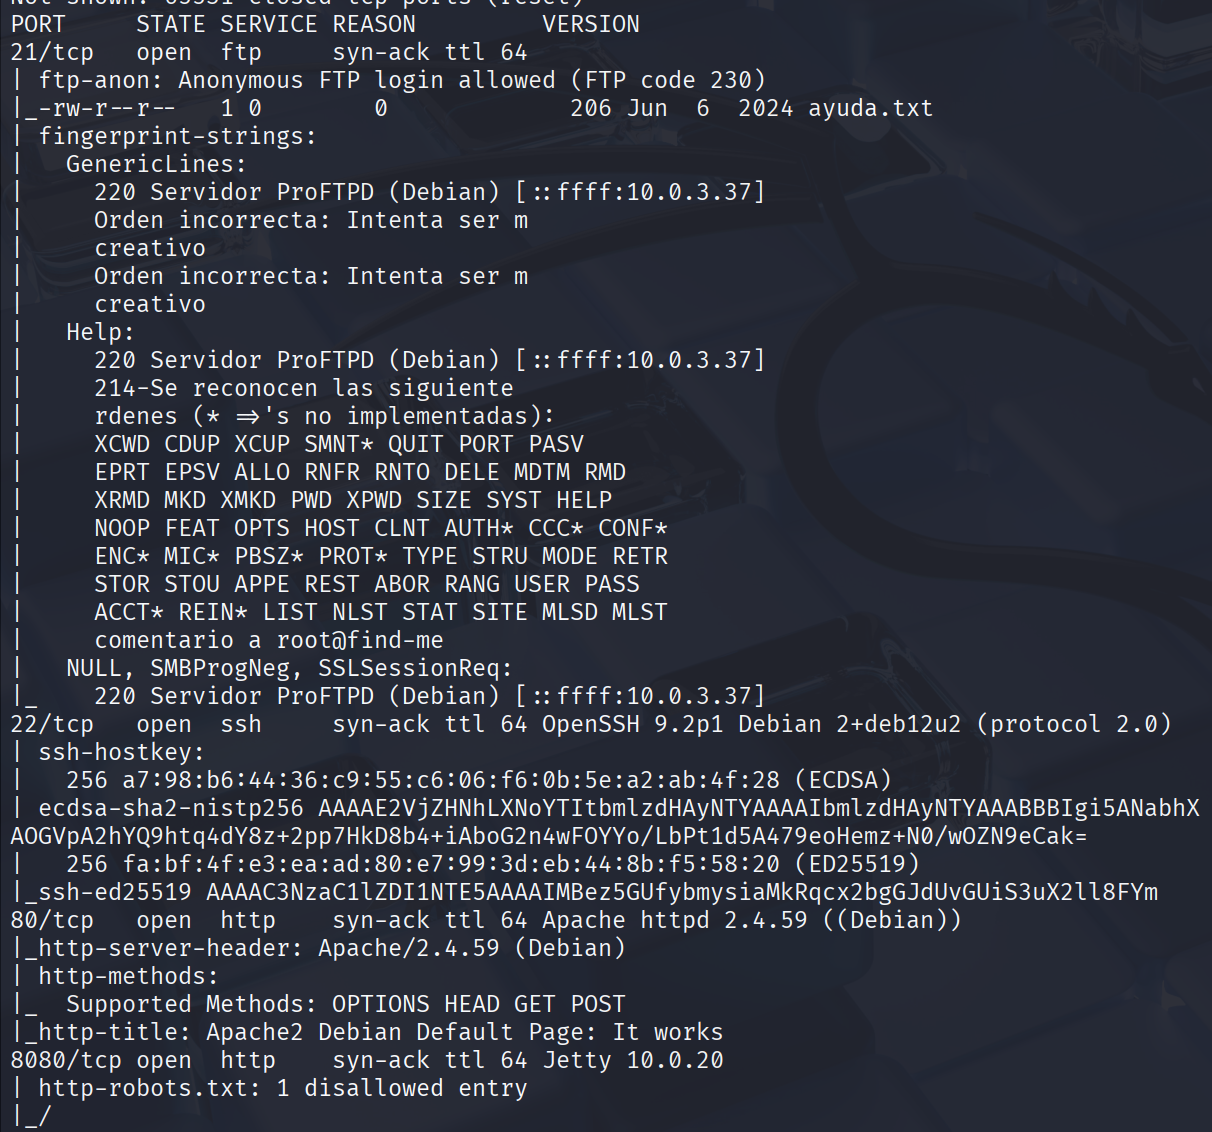 Not shown: 65531 closed tcp ports (reset)
PORT     STATE SERVICE REASON         VERSION
21/tcp   open  ftp     syn-ack ttl 64
| ftp-anon: Anonymous FTP login allowed (FTP code 230)
|_-rw-r--r--   1 0        0             206 Jun  6  2024 ayuda.txt
| fingerprint-strings:
|   GenericLines:
|     220 Servidor ProFTPD (Debian) [::ffff:10.0.3.37]
|     Orden incorrecta: Intenta ser m
|     creativo
|     Orden incorrecta: Intenta ser m
|     creativo
|   Help:
|     220 Servidor ProFTPD (Debian) [::ffff:10.0.3.37]
|     214-Se reconocen las siguiente
|     rdenes (* =>'s no implementadas):
|     XCWD CDUP XCUP SMNT* QUIT PORT PASV
|     EPRT EPSV ALLO RNFR RNTO DELE MDTM RMD
|     XRMD MKD XMKD PWD XPWD SIZE SYST HELP
|     NOOP FEAT OPTS HOST CLNT AUTH* CCC* CONF*
|     ENC* MIC* PBSZ* PROT* TYPE STRU MODE RETR
|     STOR STOU APPE REST ABOR RANG USER PASS
|     ACCT* REIN* LIST NLST STAT SITE MLSD MLST
|     comentario a root@find-me
|   NULL, SMBProgNeg, SSLSessionReq:
|_    220 Servidor ProFTPD (Debian) [::ffff:10.0.3.37]
22/tcp   open  ssh     syn-ack ttl 64 OpenSSH 9.2p1 Debian 2+deb12u2 (protocol 2.0)
| ssh-hostkey:
|   256 a7:98:b6:44:36:c9:55:c6:06:f6:0b:5e:a2:ab:4f:28 (ECDSA)
| ecdsa-sha2-nistp256 AAAAE2VjZHNhLXNoYTItbmlzdHAyNTYAAAAIbmlzdHAyNTYAAABBBIgi5ANabhX
AOGVpA2hYQ9htq4dY8z+2pp7HkD8b4+iAboG2n4wFOYYo/LbPt1d5A479eoHemz+N0/wOZN9eCak=
|   256 fa:bf:4f:e3:ea:ad:80:e7:99:3d:eb:44:8b:f5:58:20 (ED25519)
|_ssh-ed25519 AAAAC3NzaC1lZDI1NTE5AAAAIMBez5GUfybmysiaMkRqcx2bgGJdUvGUiS3uX2ll8FYm
80/tcp   open  http    syn-ack ttl 64 Apache httpd 2.4.59 ((Debian))
|_http-server-header: Apache/2.4.59 (Debian)
| http-methods:
|_  Supported Methods: OPTIONS HEAD GET POST
|_http-title: Apache2 Debian Default Page: It works
8080/tcp open  http    syn-ack ttl 64 Jetty 10.0.20
| http-robots.txt: 1 disallowed entry
|_/